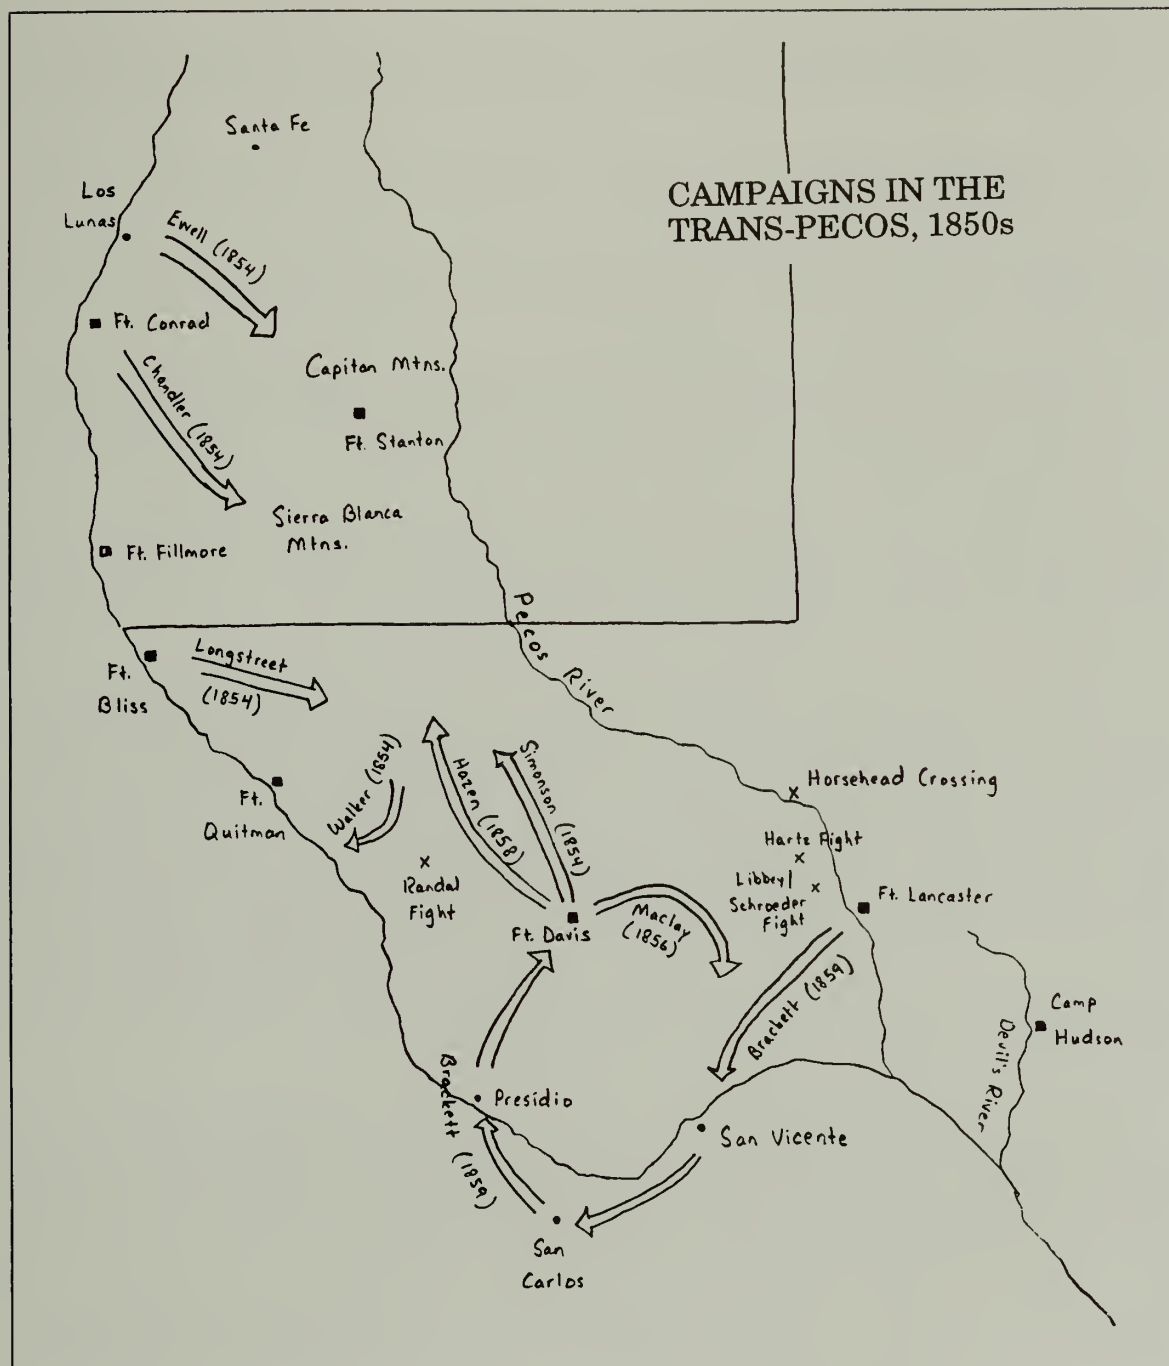 CAMPAIGNS IN THE
TRANS-PECOS, 1850s
Santa Fe
Los
Lunas
Ewell (1854)
Ft. Conrad
Chandler (1854)
Capitan Mtns.
Ft. Stanton
Sierra Blanca
Mtns.
Ft. Fillmore
Pecos River
Ft.
Bliss
Longstreet
(1854)
Ft.
Quitman
Walker (1854)
Hazen (1858)
Simonson (1854)
Randal
Fight
Horsehead Crossing
Hartz Fight
Libbey/
Schroeder
Fight
Ft. Lancaster
Ft. Davis
Maclay
(1856)
Brackett (1859)
Camp
Hudson
Devil's River
Brackett (1859)
Presidio
San Vicente
San
Carlos